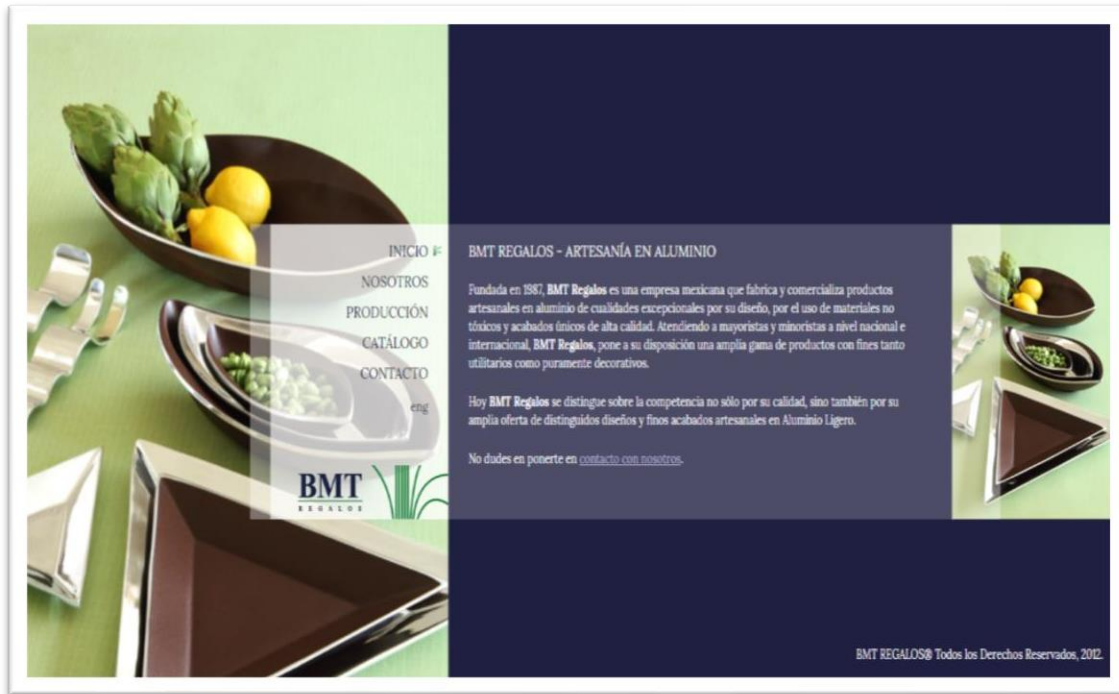 INICIO
NOSOTROS
PRODUCCIÓN
CATÁLOGO
CONTACTO
eng
BMT
REGALOS
BMT REGALOS - ARTESANÍA EN ALUMINIO
Fundada en 1987, BMT Regalos es una empresa mexicana que fabrica y comercializa productos
artesanales en aluminio de cualidades excepcionales por su diseño, por el uso de materiales no
tóxicos y acabados únicos de alta calidad. Atendiendo a mayoristas y minoristas a nivel nacional e
internacional, BMT Regalos, pone a su disposición una amplia gama de productos con fines tanto
utilitarios como puramente decorativos.
Hoy BMT Regalos se distingue sobre la competencia no sólo por su calidad, sino también por su
amplia oferta de distinguidos diseños y finos acabados artesanales en Aluminio Ligero.
No dudes en ponerte en contacto con nosotros.
BMT REGALOS® Todos los Derechos Reservados, 2012.